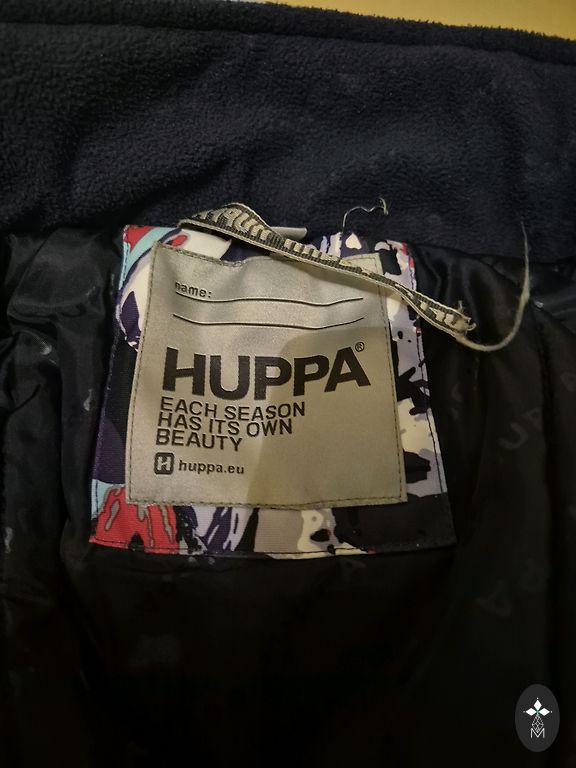 name:
HUPPA®
EACH SEASON
HAS ITS OWN
BEAUTY
H huppa.eu
M